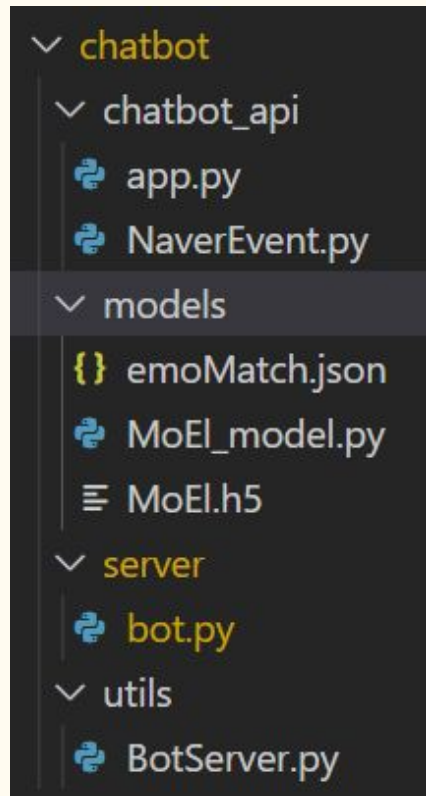 chatbot
chatbot_api
app.py
NaverEvent.py
models
{} emoMatch.json
MoEl_model.py
MoEl.h5
server
bot.py
utils
BotServer.py